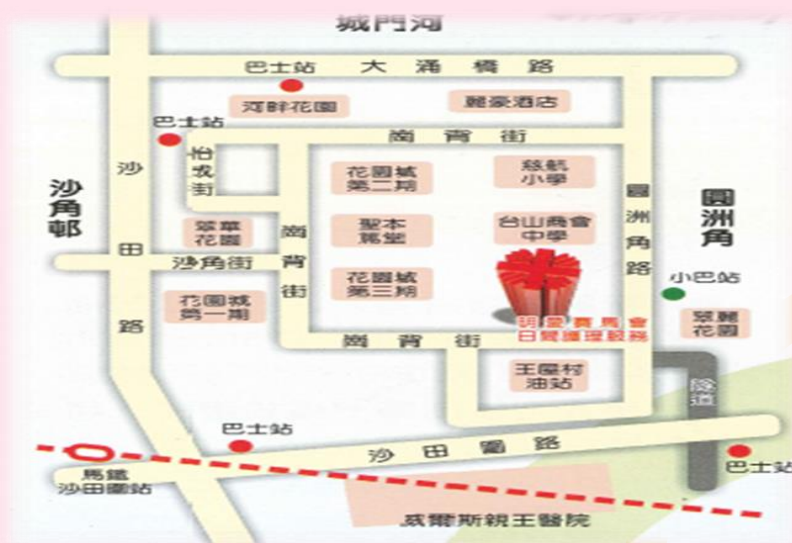 城門河
巴士站
大涌橋路
河畔花園
麗豪酒店
巴士站
崗背街
怡成街
花園城
第二期
慈航
小學
沙角邨
沙田路
翠華
花園
崗背街
聖本
篤堂
台山商會
中學
圓洲角路
圓洲角
沙角街
花園城
第一期
花園城
第三期
小巴站
翠麗
花園
明愛賽馬會
日間護理服務
崗背街
王屋村
油站
隧道
巴士站
沙田圍路
巴士站
馬鐵
沙田圍站
威爾斯親王醫院